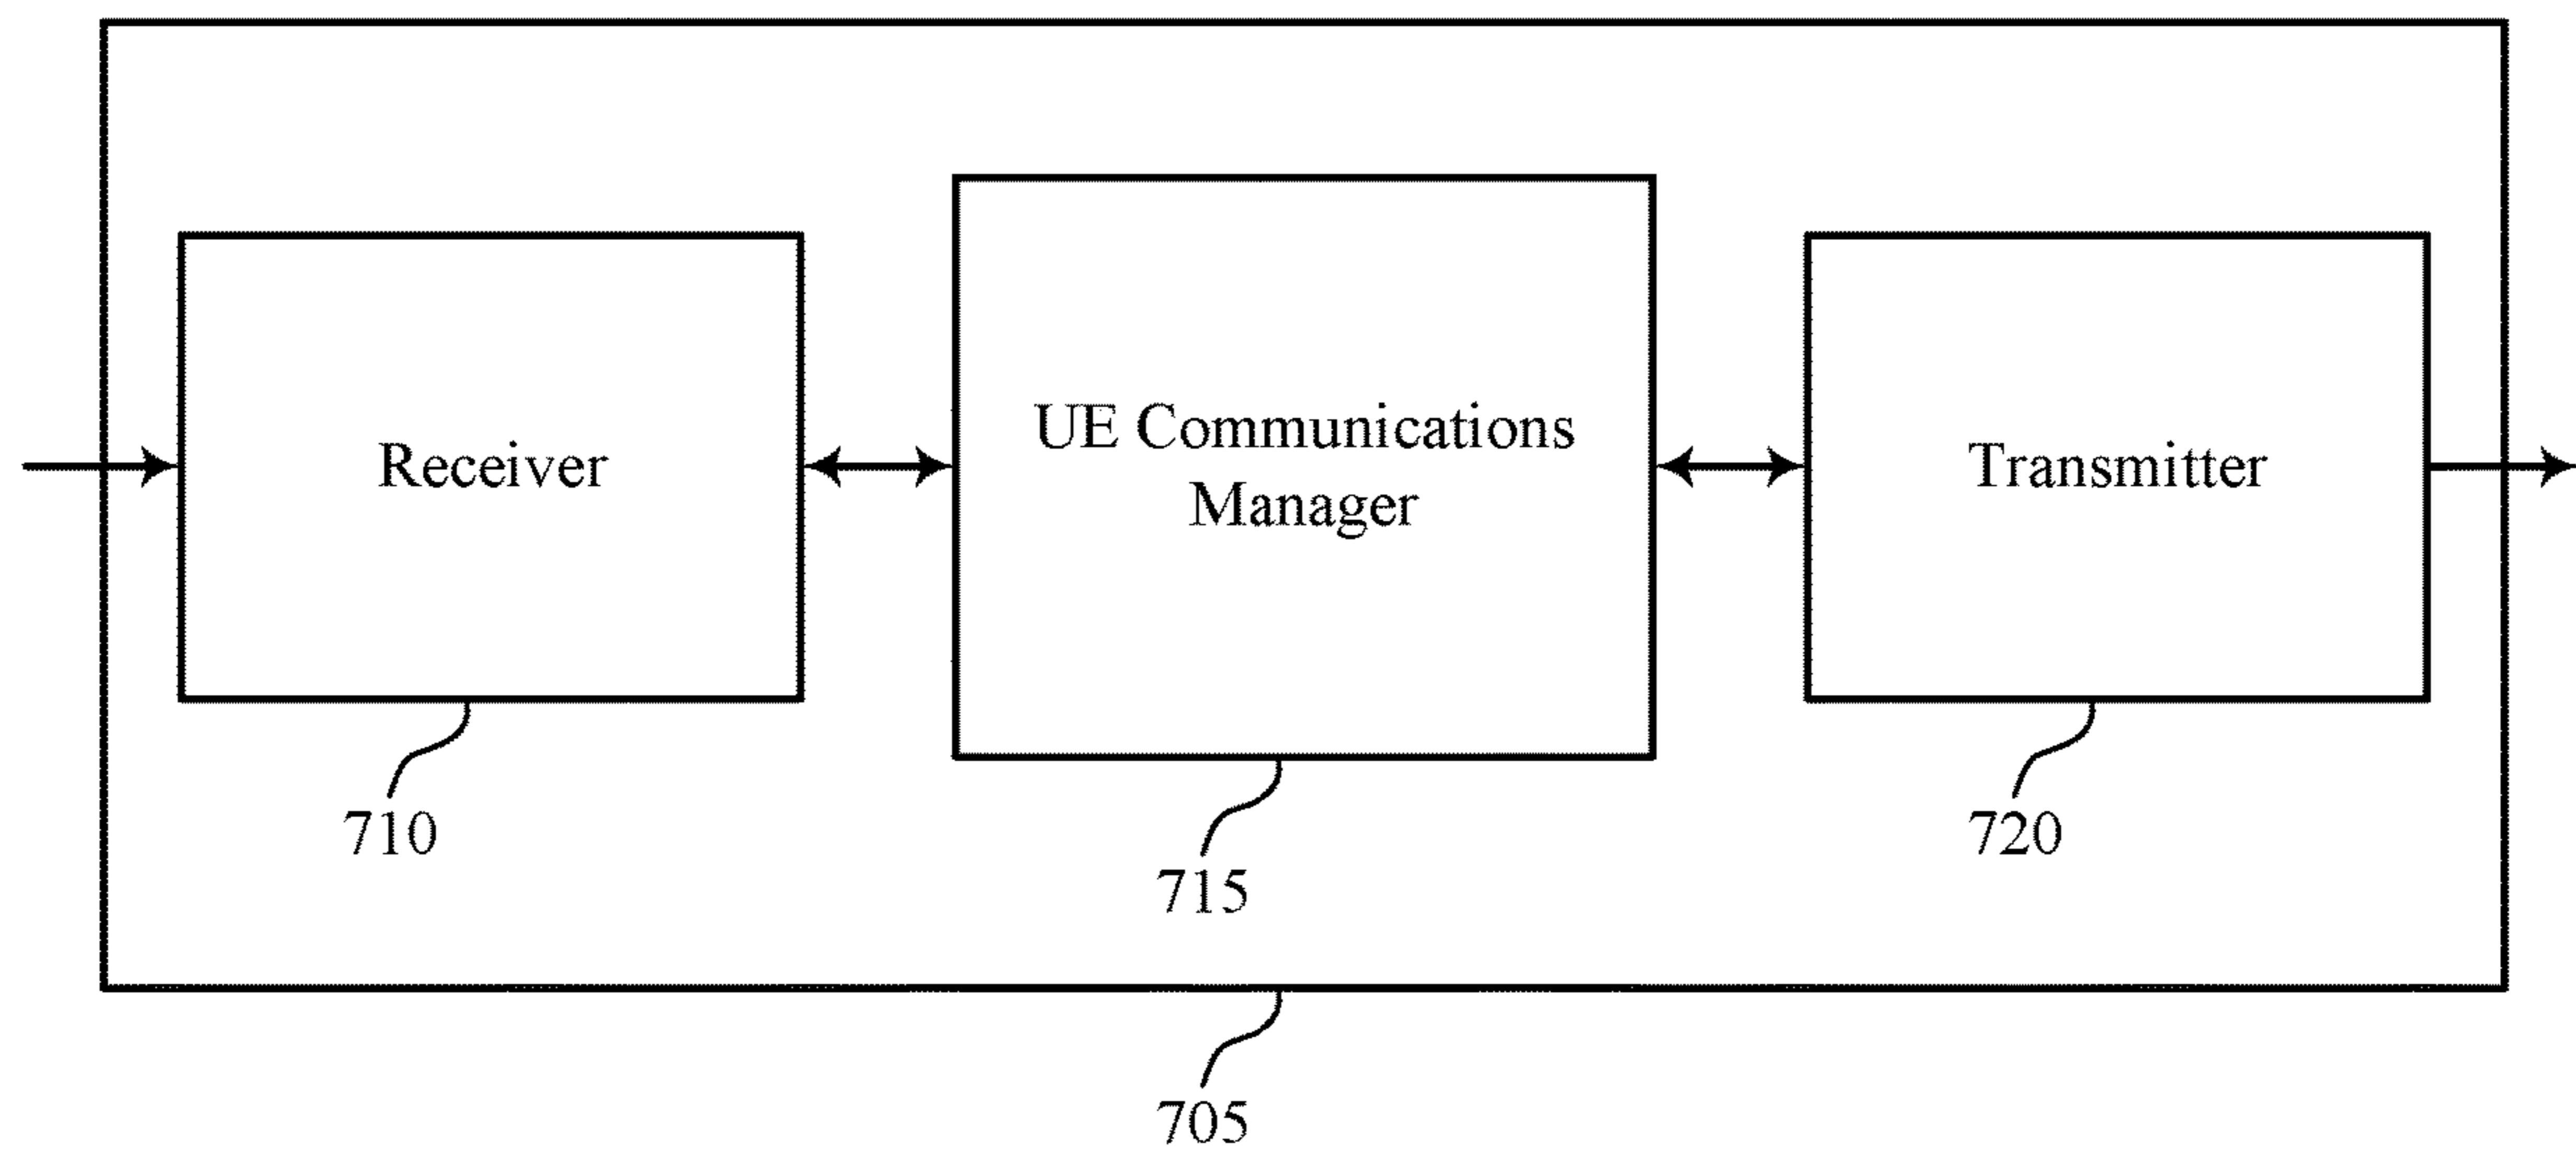 Receiver
UE Communications
Manager
Transmitter
710
715
720
705